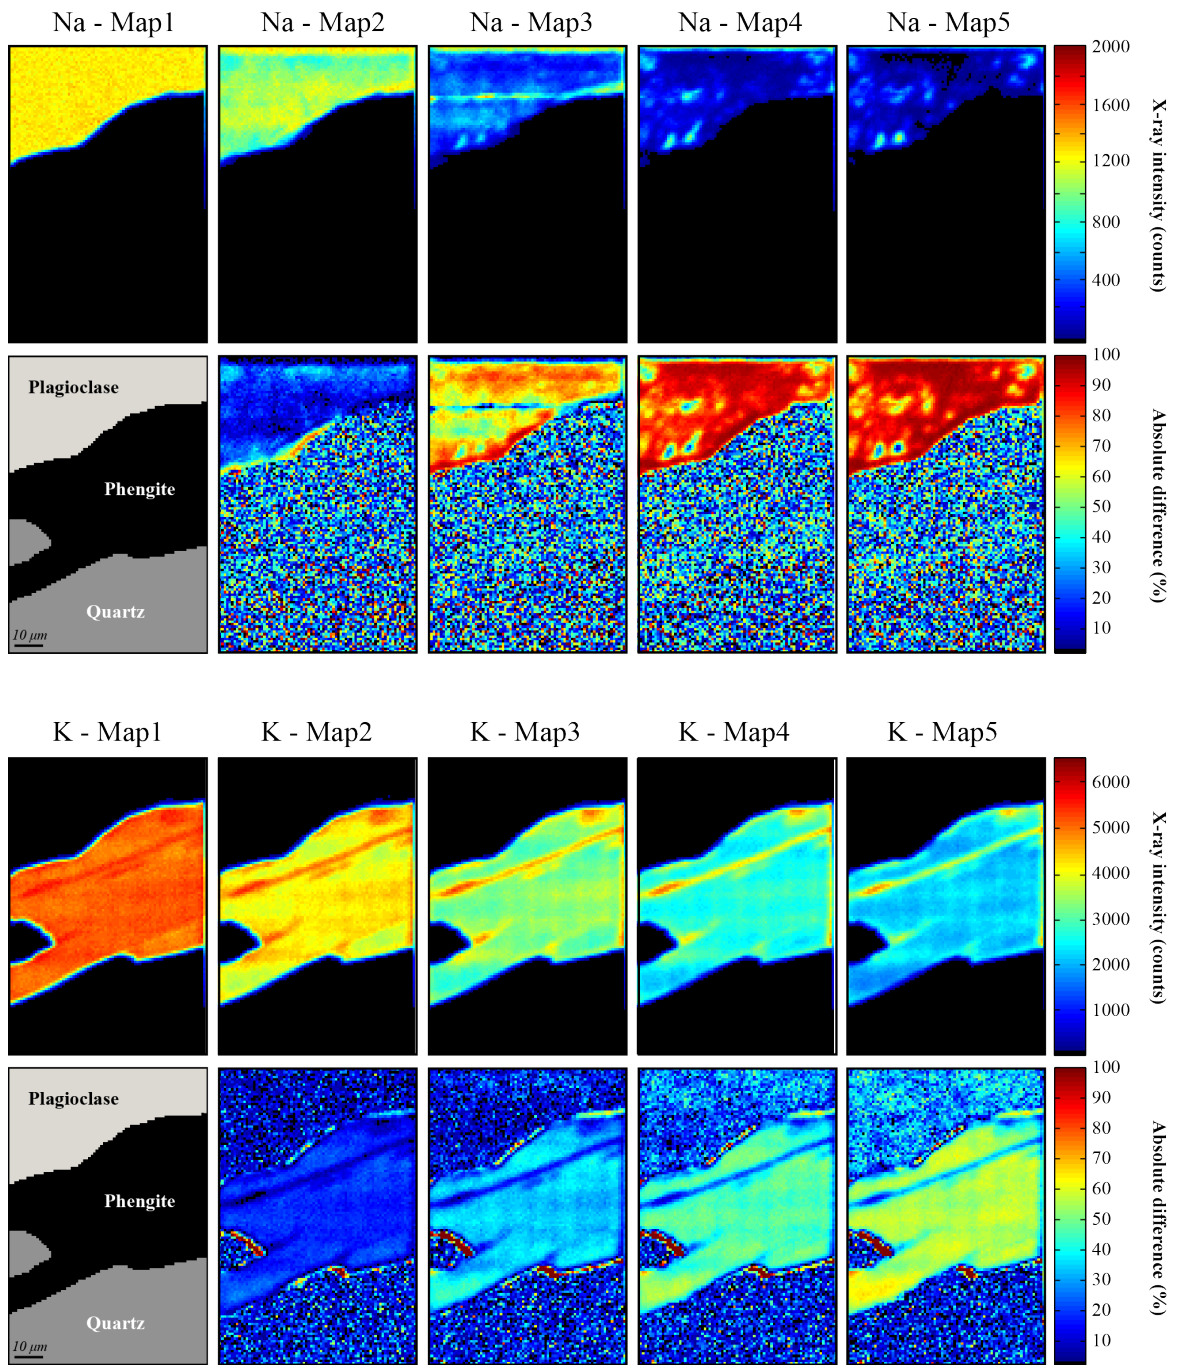 Na - Map1 Na - Map2 Na - Map3 Na - Map4 Na - Map5
2000
1600
1200
800
400
X-ray intensity (counts)
Plagioclase
Phengite
Quartz
10 μm
100
90
80
70
60
50
40
30
20
10
Absolute difference (%)
K - Map1 K - Map2 K - Map3 K - Map4 K - Map5
6000
5000
4000
3000
2000
1000
X-ray intensity (counts)
Plagioclase
Phengite
Quartz
10 μm
100
90
80
70
60
50
40
30
20
10
Absolute difference (%)